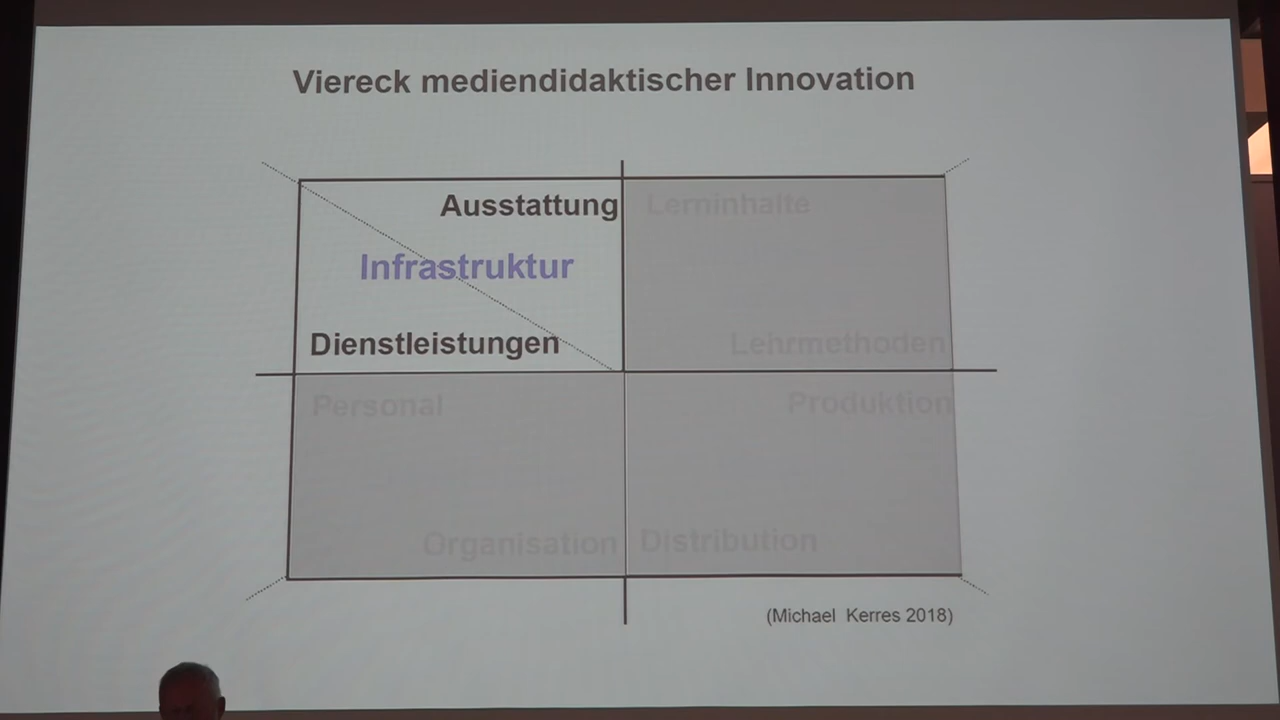 Viereck mediendidaktischer Innovation
Ausstattung
Lerninhalte
Infrastruktur
Dienstleistungen
Lehrmethoden
Personal
Produktion
Organisation
Distribution
(Michael Kerres 2018)